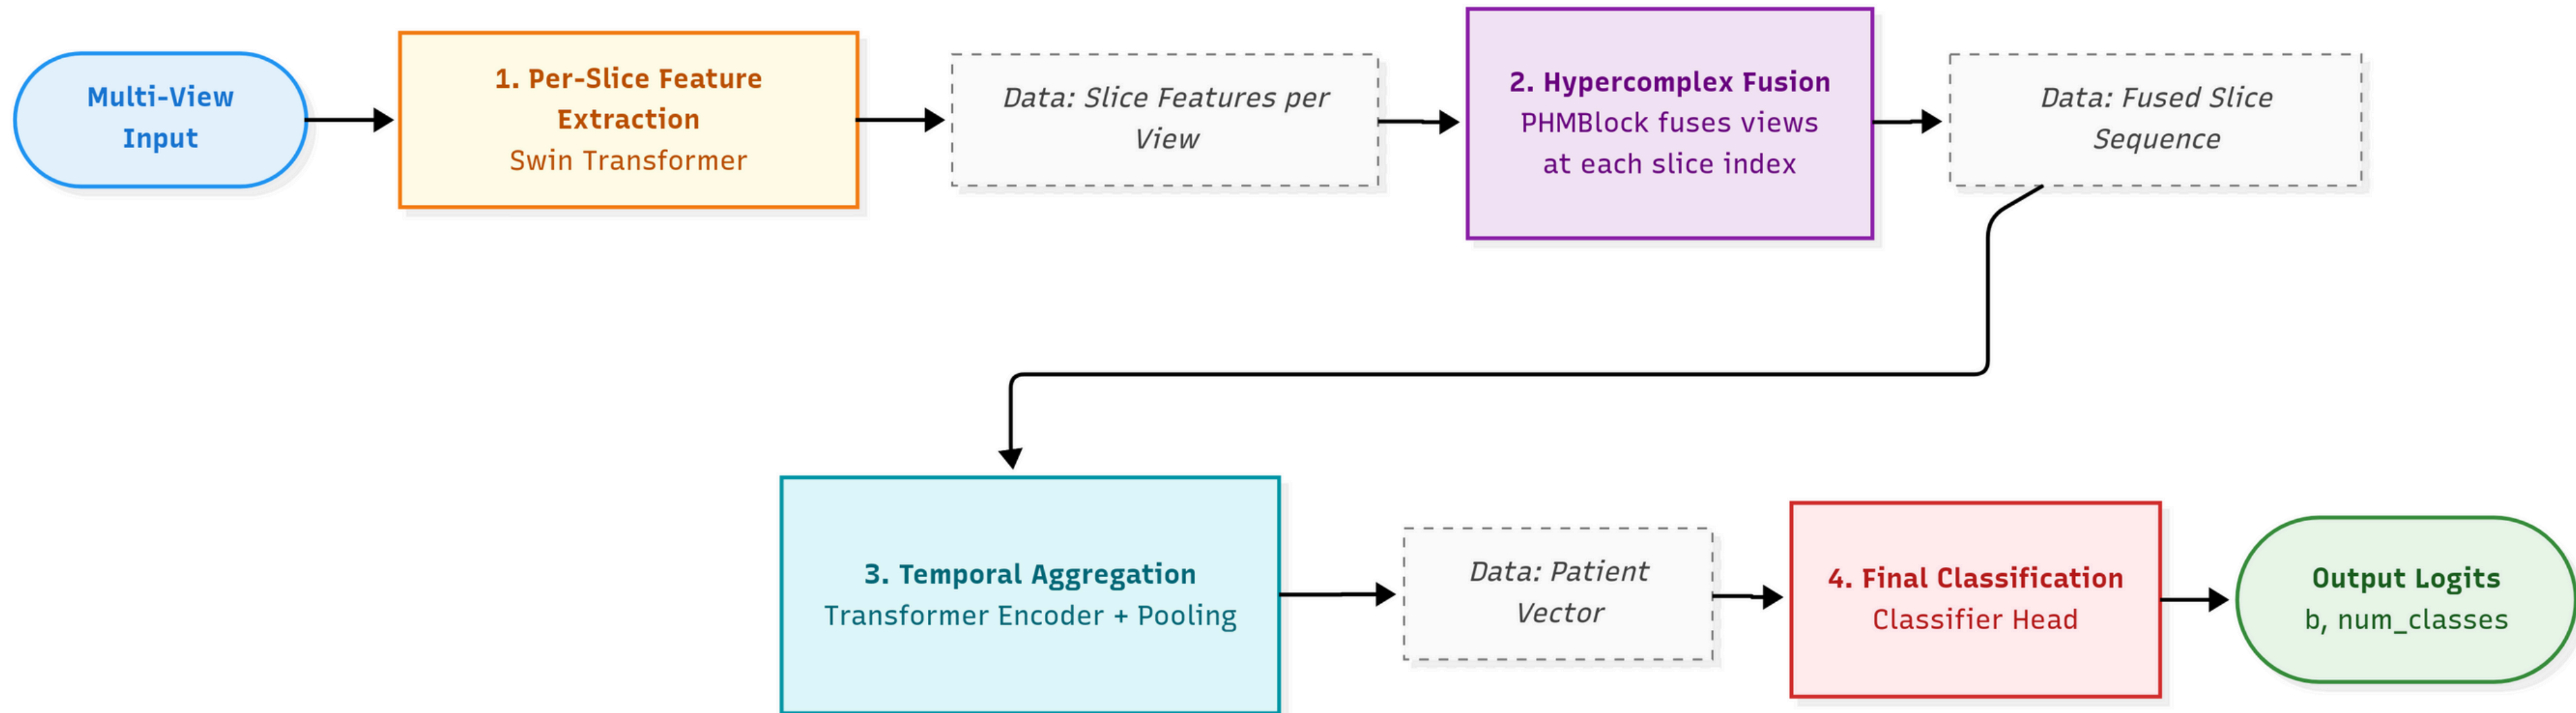 Multi-View
Input
1. Per-Slice Feature
Extraction
Swin Transformer
Data: Slice Features per
View
2. Hypercomplex Fusion
PHMBlock fuses views
at each slice index
Data: Fused Slice
Sequence
3. Temporal Aggregation
Transformer Encoder + Pooling
Data: Patient
Vector
4. Final Classification
Classifier Head
Output Logits
b, num_classes